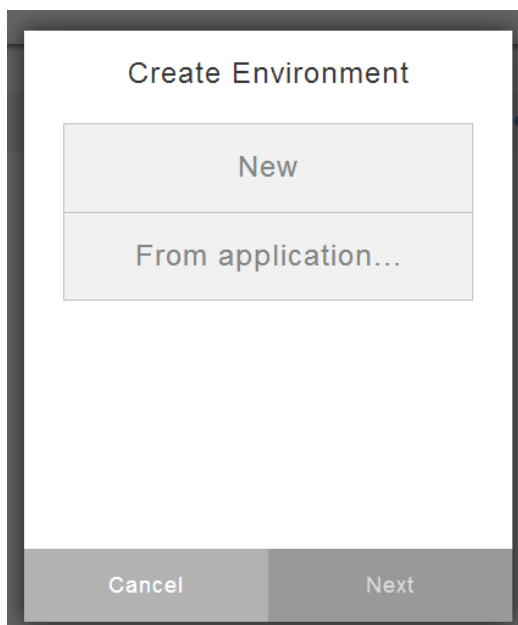 Create Environment
New
From application...
Cancel
Next